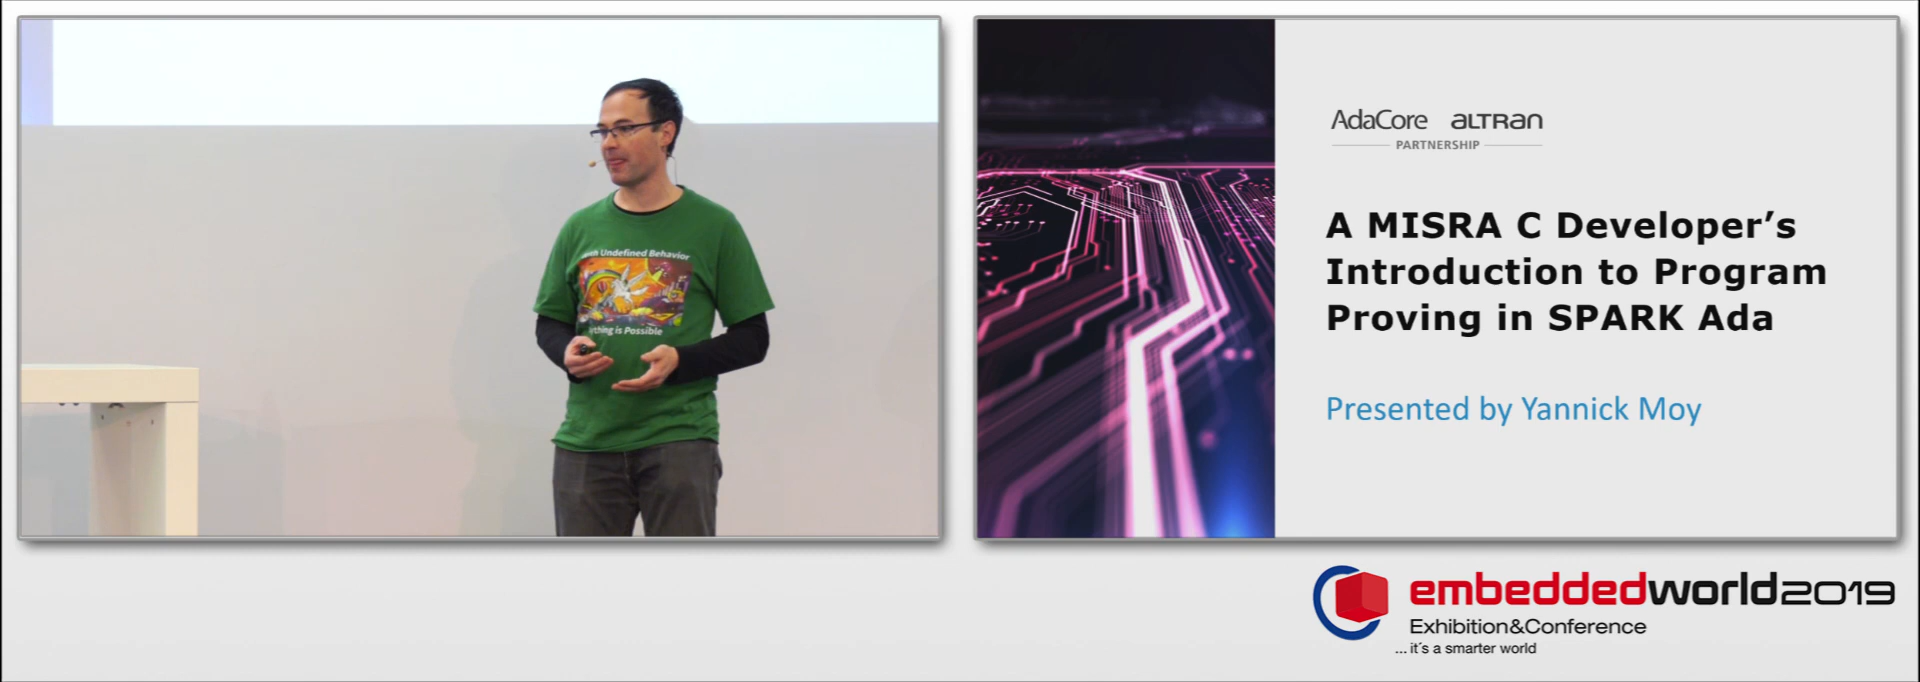 Undefined Behavior
is Possible
AdaCore aLTRan
PARTNERSHIP
A MISRA C Developer’s
Introduction to Program
Proving in SPARK Ada
Presented by Yannick Moy
embeddedworld2019
Exhibition&Conference
... it´s a smarter world